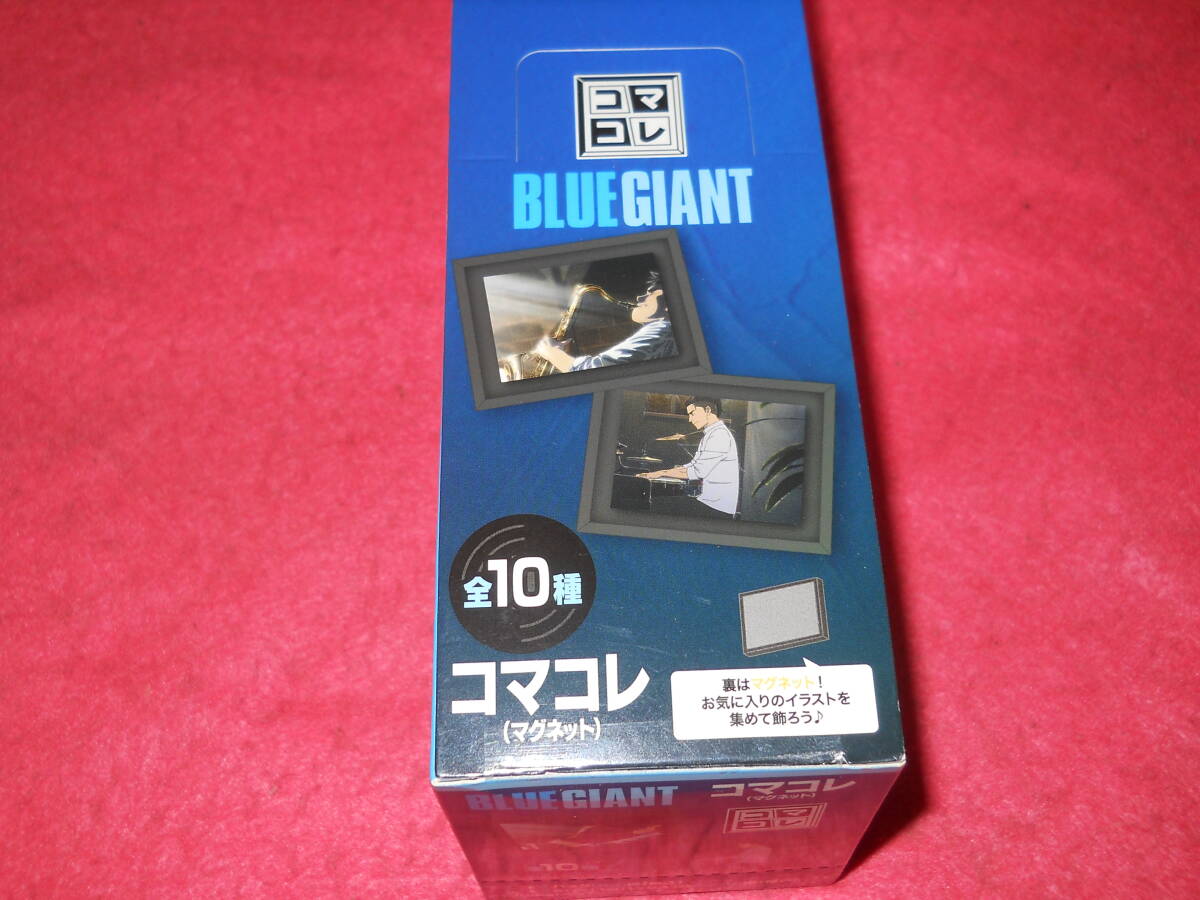 コマ
コレ
BLUE GIANT
全10種
コマコレ
(マグネット)
裏はマグネット!
お気に入りのイラストを
集めて飾ろう♪
BLUE GIANT
コマコレ
(マグネット)
コマ
コレ
10